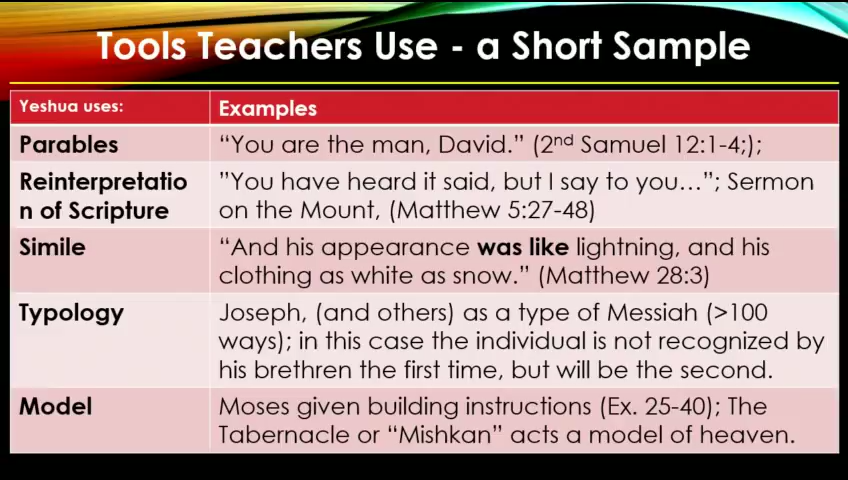 Tools Teachers Use - a Short Sample
Yeshua uses:
Examples
Parables
“You are the man, David.” (2nd Samuel 12:1-4;);
Reinterpretatio
n of Scripture
”You have heard it said, but I say to you…”; Sermon
on the Mount, (Matthew 5:27-48)
Simile
“And his appearance was like lightning, and his
clothing as white as snow.” (Matthew 28:3)
Typology
Joseph, (and others) as a type of Messiah (>100
ways); in this case the individual is not recognized by
his brethren the first time, but will be the second.
Model
Moses given building instructions (Ex. 25-40); The
Tabernacle or “Mishkan” acts a model of heaven.